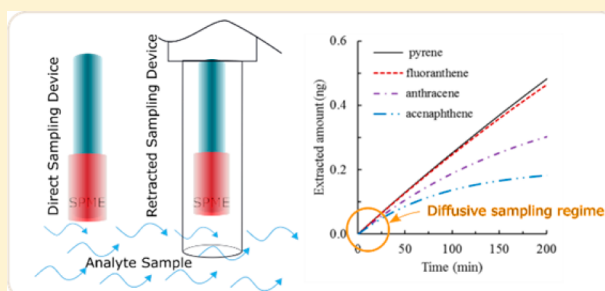 Direct Sampling Device
SPME
Retracted Sampling Device
SPME
Analyte Sample
Extracted amount (ng)
0.6
0.4
0.2
0.0
pyrene
fluoranthene
anthracene
acenaphthene
Diffusive sampling regime
0
50
100
150
200
Time (min)